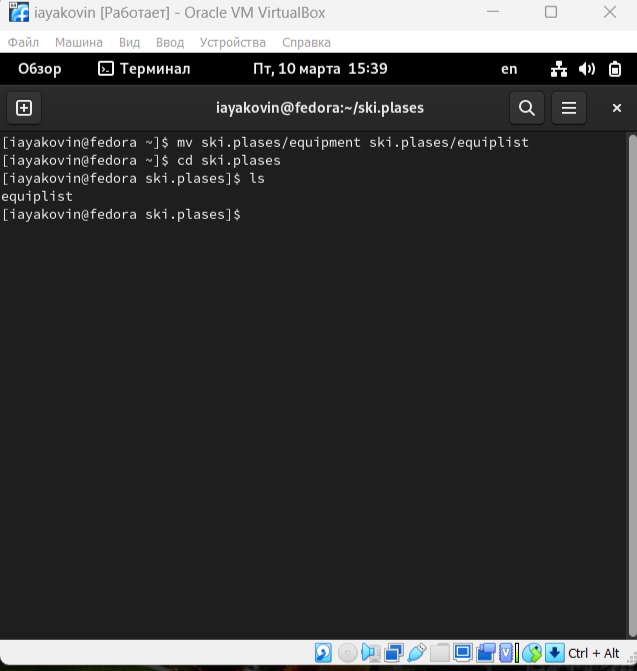 iayakovin [Работает] - Oracle VM VirtualBox
Файл Машина Вид Ввод Устройства Справка
Обзор Терминал Пт, 10 марта 15:39 en
iayakovin@fedora:~/ski.plases
[iayakovin@fedora ~]$ mv ski.plases/equipment ski.plases/equiplist
[iayakovin@fedora ~]$ cd ski.plases
[iayakovin@fedora ski.plases]$ ls
equiplist
[iayakovin@fedora ski.plases]$
Ctrl + Alt